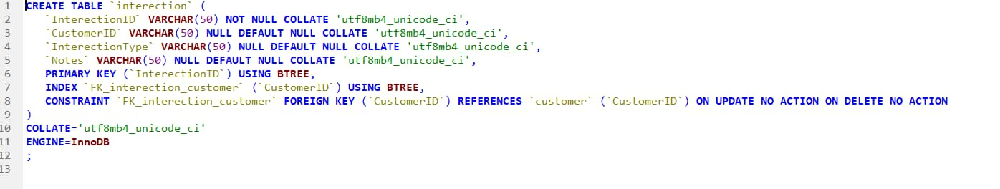 1 CREATE TABLE `interection` (
2 `InterectionID` VARCHAR(50) NOT NULL COLLATE 'utf8mb4_unicode_ci',
3 `CustomerID` VARCHAR(50) NULL DEFAULT NULL COLLATE 'utf8mb4_unicode_ci',
4 `InterectionType` VARCHAR(50) NULL DEFAULT NULL COLLATE 'utf8mb4_unicode_ci',
5 `Notes` VARCHAR(50) NULL DEFAULT NULL COLLATE 'utf8mb4_unicode_ci',
6 PRIMARY KEY (`InterectionID`) USING BTREE,
7 INDEX `FK_interection_customer` (`CustomerID`) USING BTREE,
8 CONSTRAINT `FK_interection_customer` FOREIGN KEY (`CustomerID`) REFERENCES `customer` (`CustomerID`) ON UPDATE NO ACTION ON DELETE NO ACTION
9 )
10 COLLATE='utf8mb4_unicode_ci'
11 ENGINE=InnoDB
12 ;
13